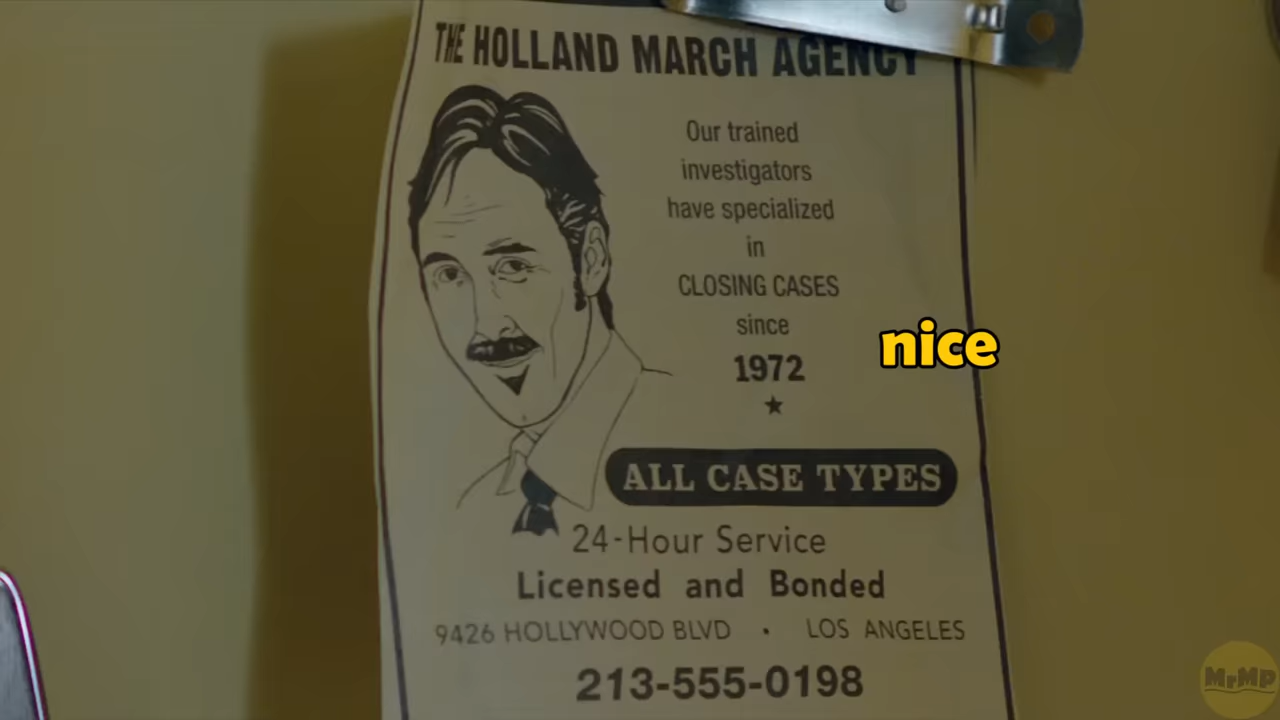 THE HOLLAND MARCH AGENCY
Our trained
investigators
have specialized
in
CLOSING CASES
since
1972
nice
ALL CASE TYPES
24-Hour Service
Licensed and Bonded
9426 HOLLYWOOD BLVD • LOS ANGELES
213-555-0198
MrMP